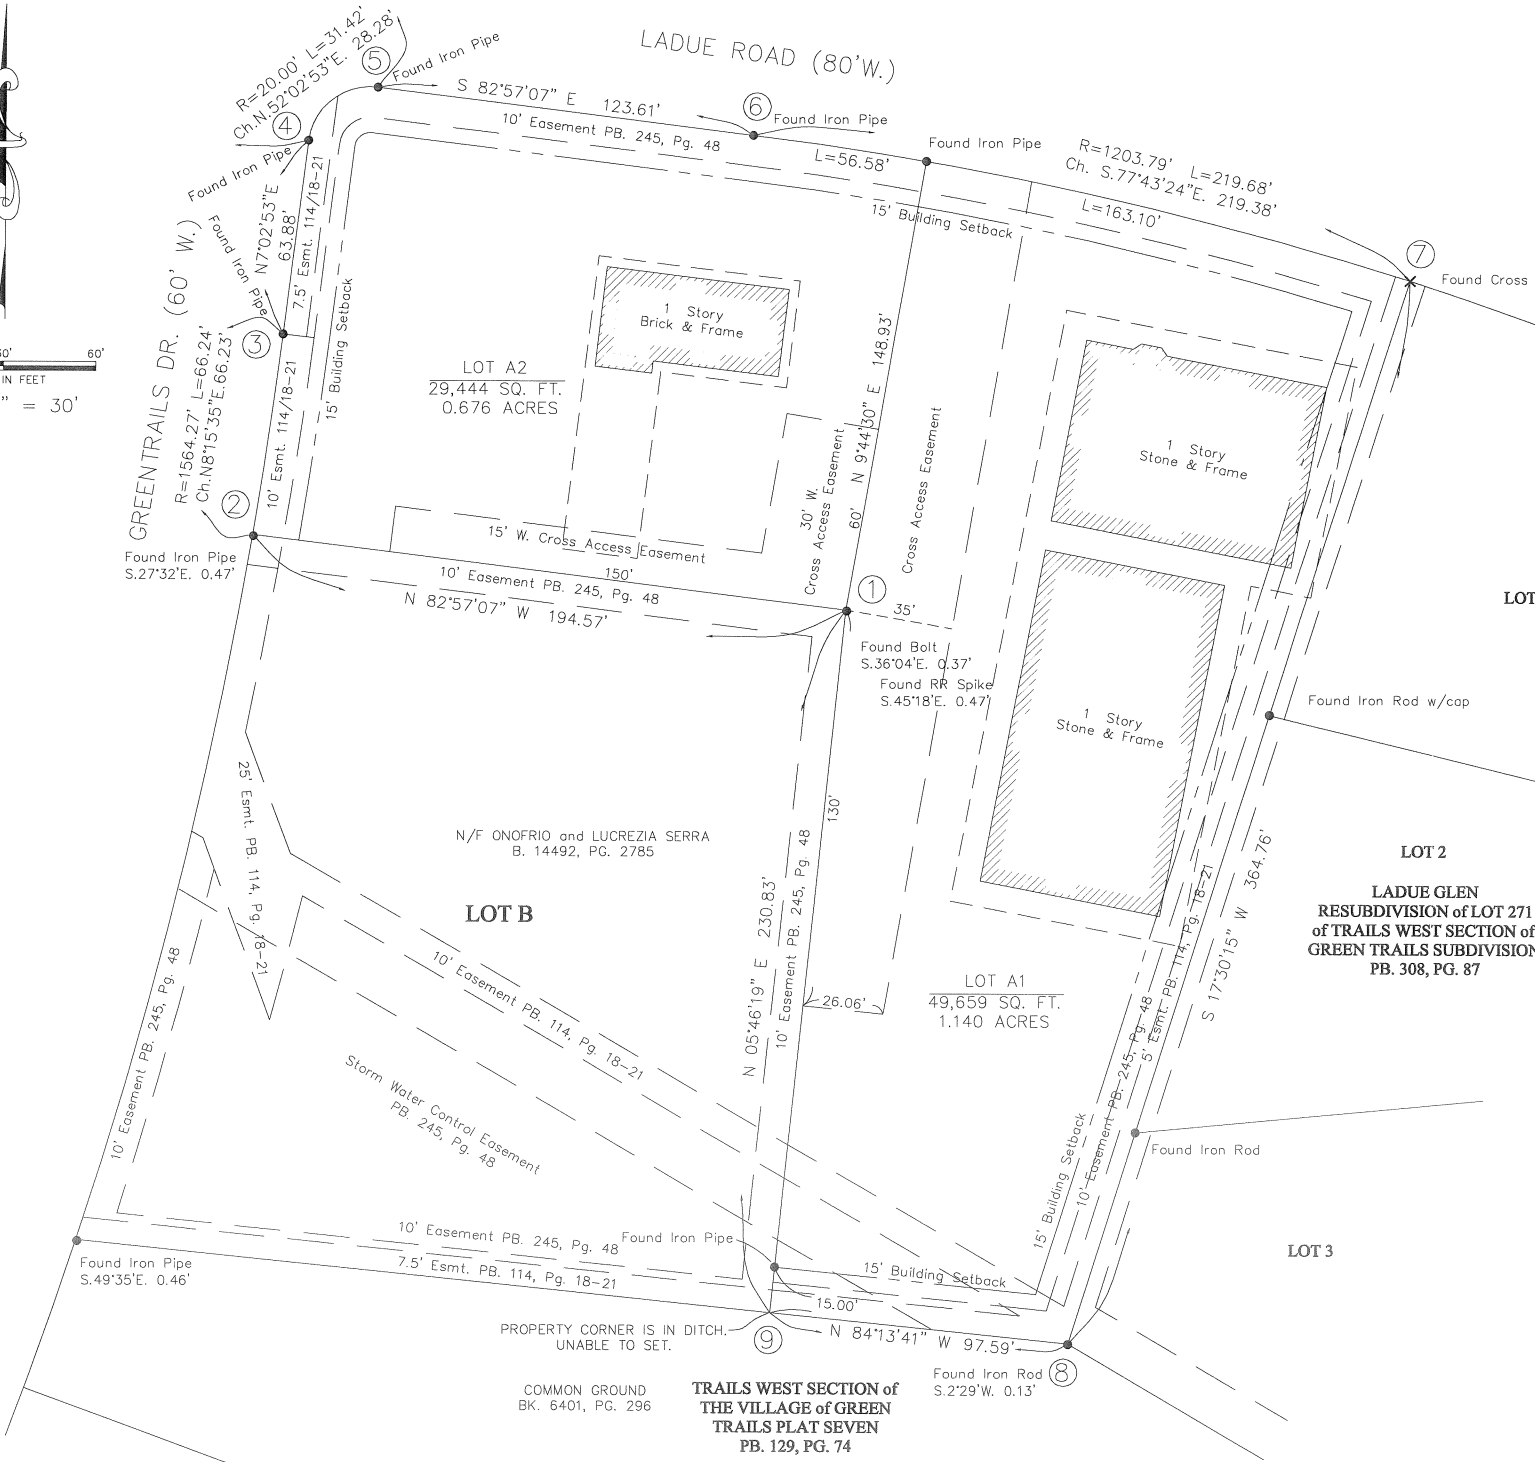 LADUE ROAD (80'W.)
R=20.00' L=31.42'
Ch.N.52°02'53"E. 28.28'
5
Found Iron Pipe
4
Found Iron Pipe
S 82°57'07" E 123.61'
10' Easement PB. 245, Pg. 48
6
Found Iron Pipe
L=56.58'
Found Iron Pipe
R=1203.79' L=219.68'
Ch. S.77°43'24"E. 219.38'
L=163.10'
15' Building Setback
7
Found Cross
N7°02'53"E
63.88'
7.5' Esmt. 114/18-21
Found Iron Pipe
3
GREENTRAILS DR. (60' W.)
R=1564.27' L=66.24'
Ch.N8°15'35"E.66.23'
10' Esmt. 114/18-21
15' Building Setback
60'
IN FEET
" = 30'
2
Found Iron Pipe
S.27°32'E. 0.47'
1 Story
Brick & Frame
LOT A2
29,444 SQ. FT.
0.676 ACRES
N 9°44'30" E 148.93'
60'
30' W.
Cross Access Easement
Cross Access Easement
1 Story
Stone & Frame
15' W. Cross Access Easement
150'
10' Easement PB. 245, Pg. 48
N 82°57'07" W 194.57'
1
35'
Found Bolt
S.36°04'E. 0.37'
Found RR Spike
S.45°18'E. 0.47'
1 Story
Stone & Frame
LOT
Found Iron Rod w/cap
25' Esmt. PB. 114, Pg. 18-21
N/F ONOFRIO and LUCREZIA SERRA
B. 14492, PG. 2785
LOT B
130'
N 05°46'19" E 230.83'
10' Easement PB. 245, Pg. 48
26.06'
LOT A1
49,659 SQ. FT.
1.140 ACRES
S 17°30'15" W 364.76'
5' Esmt. PB. 114, Pg. 18-21
10' Easement PB. 245, Pg. 48
15' Building Setback
LOT 2
LADUE GLEN
RESUBDIVISION of LOT 271
of TRAILS WEST SECTION of
GREEN TRAILS SUBDIVISION
PB. 308, PG. 87
10' Easement PB. 245, Pg. 48
10' Easement PB. 114, Pg. 18-21
Storm Water Control Easement
PB. 245, Pg. 48
Found Iron Rod
LOT 3
10' Easement PB. 245, Pg. 48
7.5' Esmt. PB. 114, Pg. 18-21
Found Iron Pipe
Found Iron Pipe
S.49°35'E. 0.46'
15' Building Setback
15.00'
N 84°13'41" W 97.59'
PROPERTY CORNER IS IN DITCH.
UNABLE TO SET.
9
8
Found Iron Rod
S.2°29'W. 0.13'
COMMON GROUND
BK. 6401, PG. 296
TRAILS WEST SECTION of
THE VILLAGE of GREEN
TRAILS PLAT SEVEN
PB. 129, PG. 74